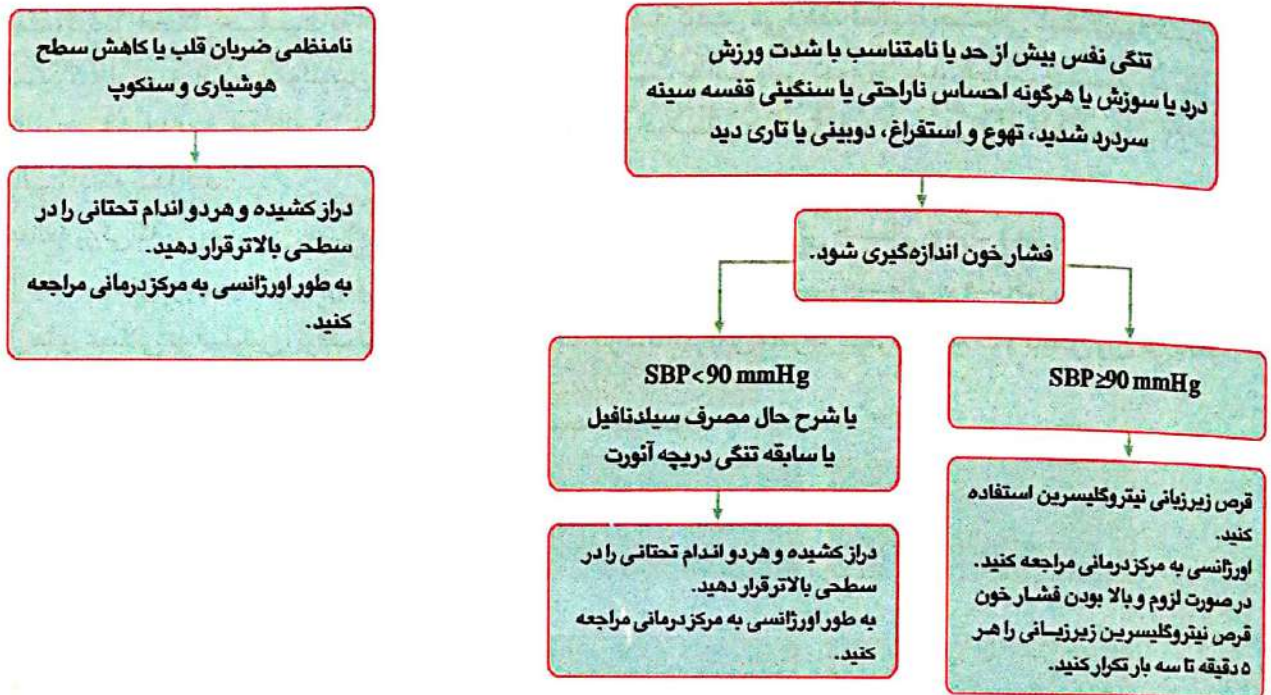 تنگی نفس بیش از حد یا نامتناسب با شدت ورزش
درد یا سوزش یا هرگونه احساس ناراحتی یا سنگینی قفسه سینه
سردرد شدید، تهوع و استفراغ، دوبینی یا تاری دید
فشار خون اندازه‌گیری شود.
SBP≥90 mmHg
قرص زیرزبانی نیتروگلیسرین استفاده
کنید.
اورژانسی به مرکز درمانی مراجعه کنید.
در صورت لزوم و بالا بودن فشار خون
قرص نیتروگلیسرین زیرزبانی را هر
۵ دقیقه تا سه بار تکرار کنید.
SBP<90 mmHg
یا شرح حال مصرف سیلدنافیل
یا سابقه تنگی دریچه آئورت
دراز کشیده و هر دو اندام تحتانی را در
سطحی بالاتر قرار دهید.
به طور اورژانسی به مرکز درمانی مراجعه
کنید.
نامنظمی ضربان قلب یا کاهش سطح
هوشیاری و سنکوپ
دراز کشیده و هر دو اندام تحتانی را در
سطحی بالاتر قرار دهید.
به طور اورژانسی به مرکز درمانی مراجعه
کنید.